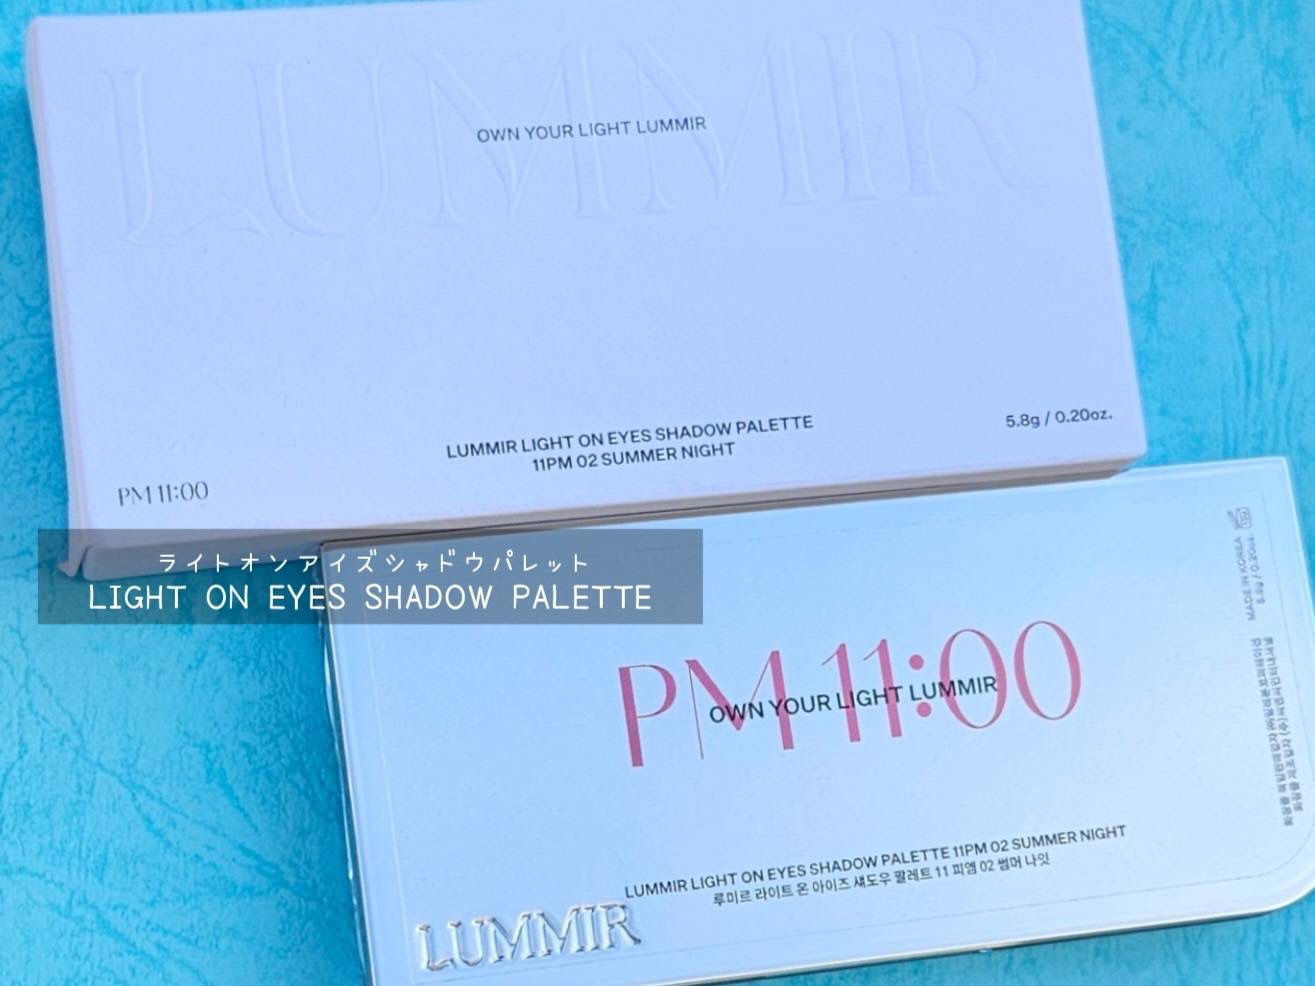 LUMMIR
OWN YOUR LIGHT LUMMIR
LUMMIR LIGHT ON EYES SHADOW PALETTE
11PM 02 SUMMER NIGHT
5.8g / 0.20oz.
PM 11:00
ライトオンアイズシャドウパレット
LIGHT ON EYES SHADOW PALETTE
PM 11:00
OWN YOUR LIGHT LUMMIR
LUMMIR LIGHT ON EYES SHADOW PALETTE 11PM 02 SUMMER NIGHT
루미르 라이트 온 아이즈 섀도우 팔레트 11 피엠 02 썸머 나잇
LUMMIR
MADE IN KOREA
5.8g / 0.20oz.